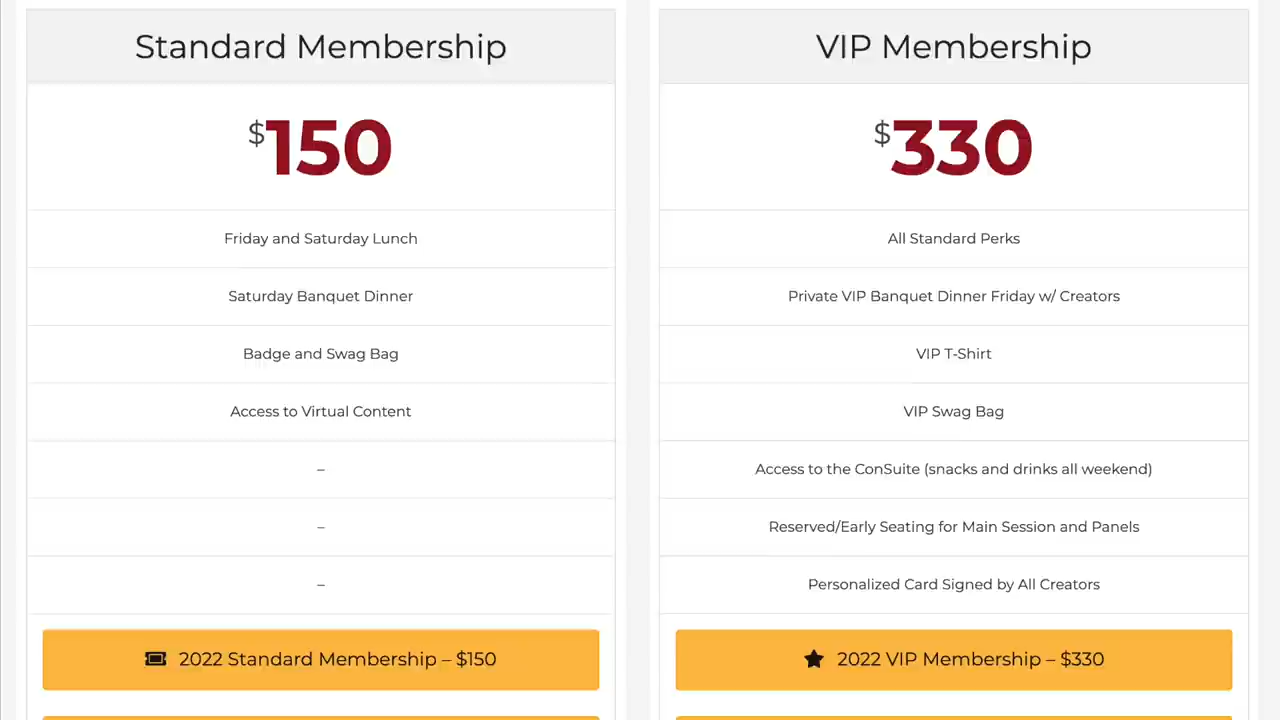 Standard Membership
$150
Friday and Saturday Lunch
Saturday Banquet Dinner
Badge and Swag Bag
Access to Virtual Content
–
–
–
2022 Standard Membership – $150
VIP Membership
$330
All Standard Perks
Private VIP Banquet Dinner Friday w/ Creators
VIP T-Shirt
VIP Swag Bag
Access to the ConSuite (snacks and drinks all weekend)
Reserved/Early Seating for Main Session and Panels
Personalized Card Signed by All Creators
2022 VIP Membership – $330